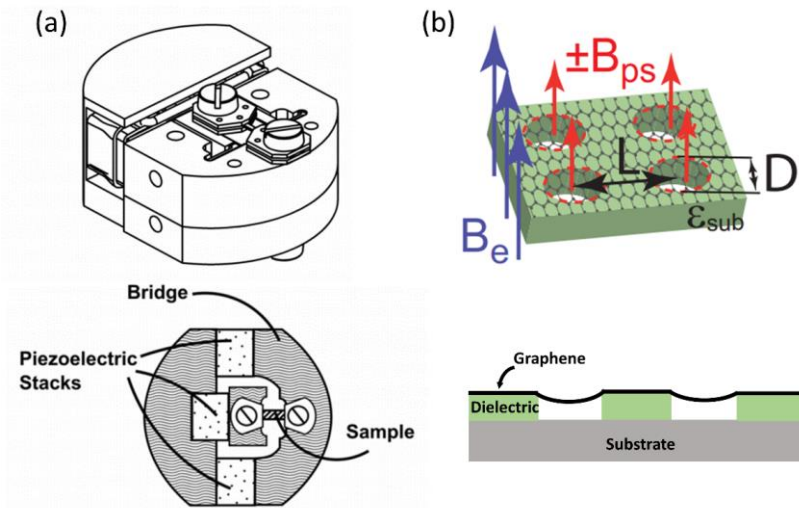 (a)
Bridge
Piezoelectric
Stacks
Sample
(b)
±Bps
L
D
Be
εsub
Graphene
Dielectric
Substrate